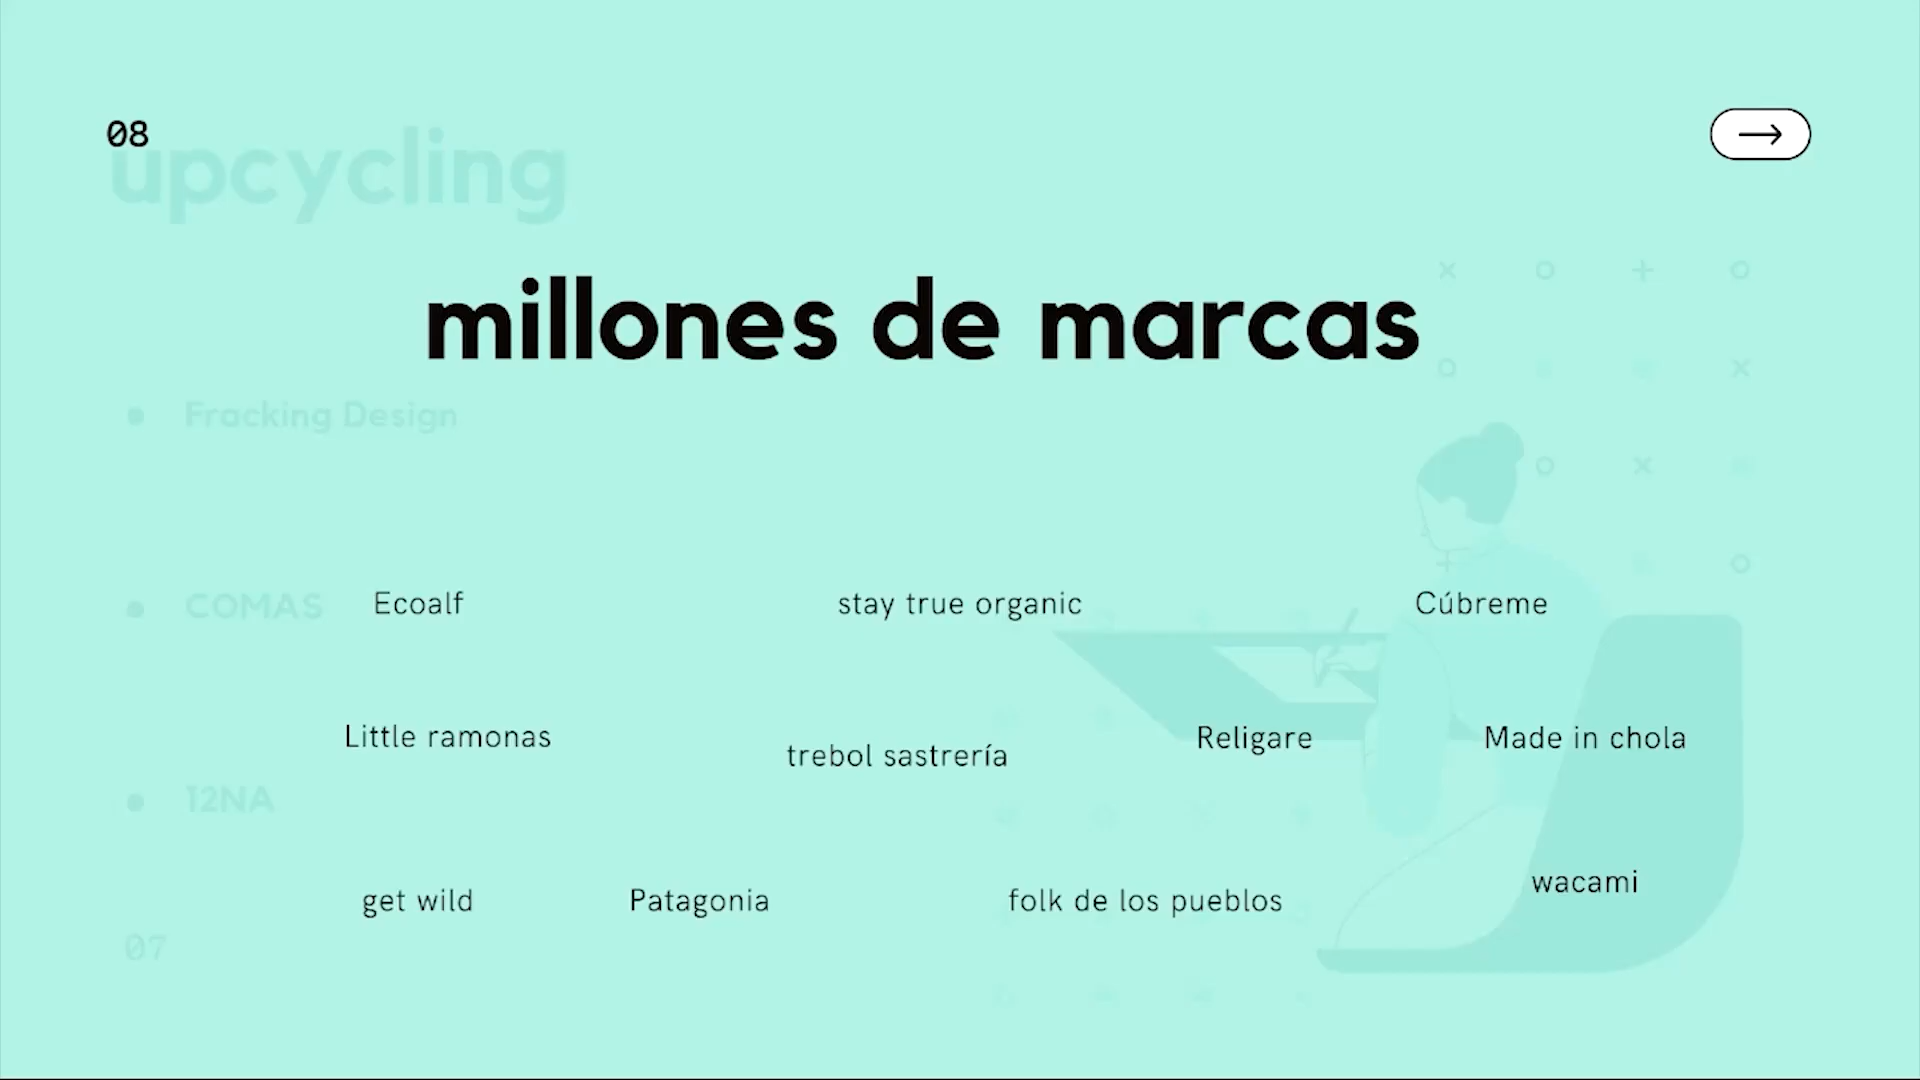 08
upcycling
millones de marcas
Fracking Design
COMAS
Ecoalf
stay true organic
Cúbreme
Little ramonas
trebol sastrería
Religare
Made in chola
12NA
get wild
Patagonia
folk de los pueblos
wacami
07